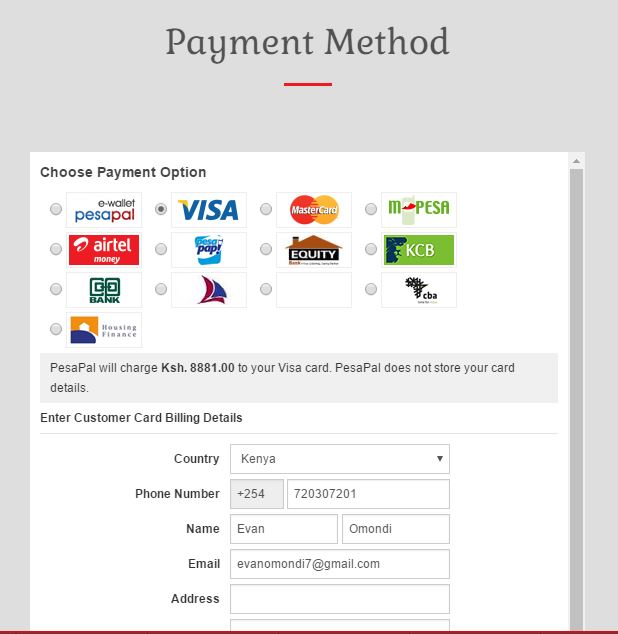 Payment Method
Choose Payment Option
e-wallet
pesapal
VISA
MasterCard
M-PESA
airtel
money
pesa
pap!
EQUITY
Bank
KCB
BANK
cba
Housing
Finance
PesaPal will charge Ksh. 8881.00 to your Visa card. PesaPal does not store your card
details.
Enter Customer Card Billing Details
Country Kenya
Phone Number +254 720307201
Name Evan Omondi
Email evanomondi7@gmail.com
Address